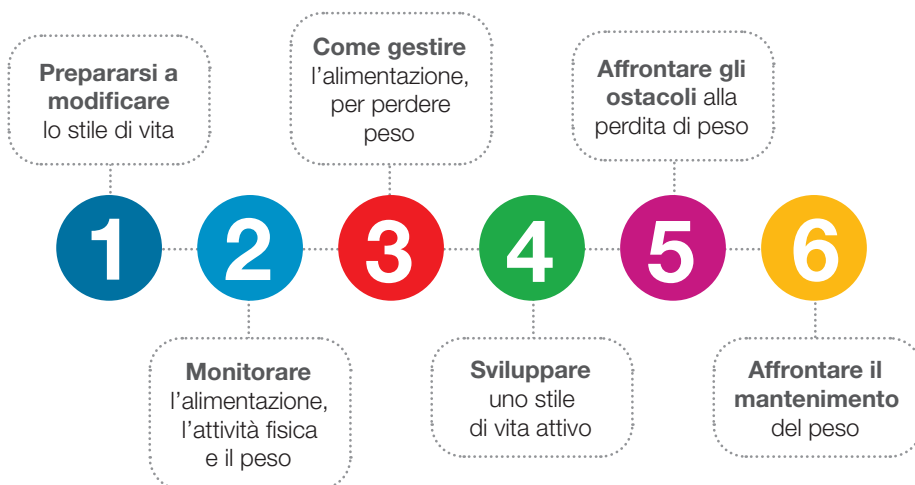 Prepararsi a
modificare
lo stile di vita
Come gestire
l'alimentazione,
per perdere
peso
Affrontare gli
ostacoli alla
perdita di peso
1
2
3
4
5
6
Monitorare
l'alimentazione,
l'attività fisica
e il peso
Sviluppare
uno stile
di vita attivo
Affrontare il
mantenimento
del peso